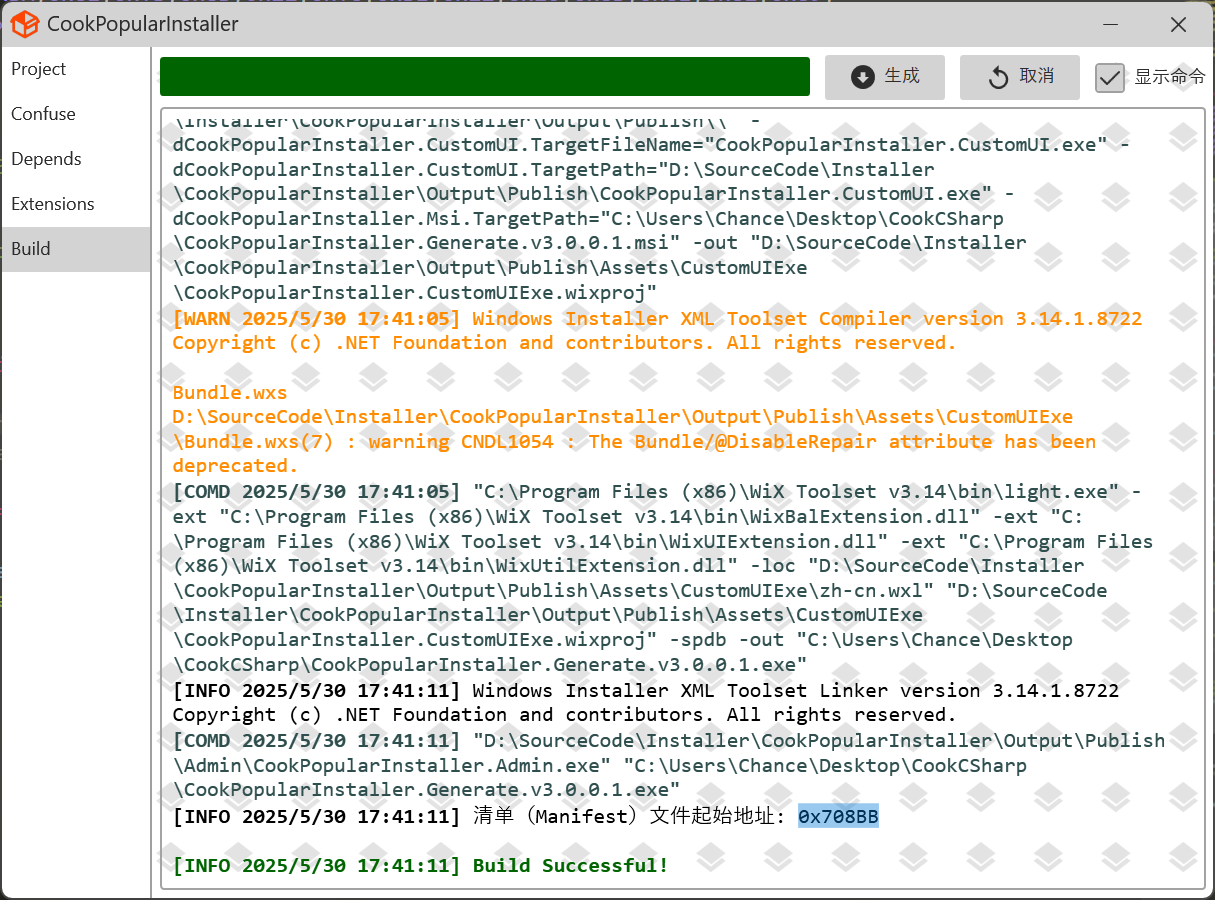 CookPopularInstaller
Project
Confuse
Depends
Extensions
Build
生成
取消
显示命令
\Installer\CookPopularInstaller\Output\Publish\\" -
dCookPopularInstaller.CustomUI.TargetFileName="CookPopularInstaller.CustomUI.exe" -
dCookPopularInstaller.CustomUI.TargetPath="D:\SourceCode\Installer
\CookPopularInstaller\Output\Publish\CookPopularInstaller.CustomUI.exe" -
dCookPopularInstaller.Msi.TargetPath="C:\Users\Chance\Desktop\CookCSharp
\CookPopularInstaller.Generate.v3.0.0.1.msi" -out "D:\SourceCode\Installer
\CookPopularInstaller\Output\Publish\Assets\CustomUIExe
\CookPopularInstaller.CustomUIExe.wixproj"
[WARN 2025/5/30 17:41:05] Windows Installer XML Toolset Compiler version 3.14.1.8722
Copyright (c) .NET Foundation and contributors. All rights reserved.
Bundle.wxs
D:\SourceCode\Installer\CookPopularInstaller\Output\Publish\Assets\CustomUIExe
\Bundle.wxs(7) : warning CNDL1054 : The Bundle/@DisableRepair attribute has been
deprecated.
[COMD 2025/5/30 17:41:05] "C:\Program Files (x86)\WiX Toolset v3.14\bin\light.exe" -
ext "C:\Program Files (x86)\WiX Toolset v3.14\bin\WixBalExtension.dll" -ext "C:
\Program Files (x86)\WiX Toolset v3.14\bin\WixUIExtension.dll" -ext "C:\Program Files
(x86)\WiX Toolset v3.14\bin\WixUtilExtension.dll" -loc "D:\SourceCode\Installer
\CookPopularInstaller\Output\Publish\Assets\CustomUIExe\zh-cn.wxl" "D:\SourceCode
\Installer\CookPopularInstaller\Output\Publish\Assets\CustomUIExe
\CookPopularInstaller.CustomUIExe.wixproj" -spdb -out "C:\Users\Chance\Desktop
\CookCSharp\CookPopularInstaller.Generate.v3.0.0.1.exe"
[INFO 2025/5/30 17:41:11] Windows Installer XML Toolset Linker version 3.14.1.8722
Copyright (c) .NET Foundation and contributors. All rights reserved.
[COMD 2025/5/30 17:41:11] "D:\SourceCode\Installer\CookPopularInstaller\Output\Publish
\Admin\CookPopularInstaller.Admin.exe" "C:\Users\Chance\Desktop\CookCSharp
\CookPopularInstaller.Generate.v3.0.0.1.exe"
[INFO 2025/5/30 17:41:11] 清单（Manifest）文件起始地址: 0x708BB
[INFO 2025/5/30 17:41:11] Build Successful!